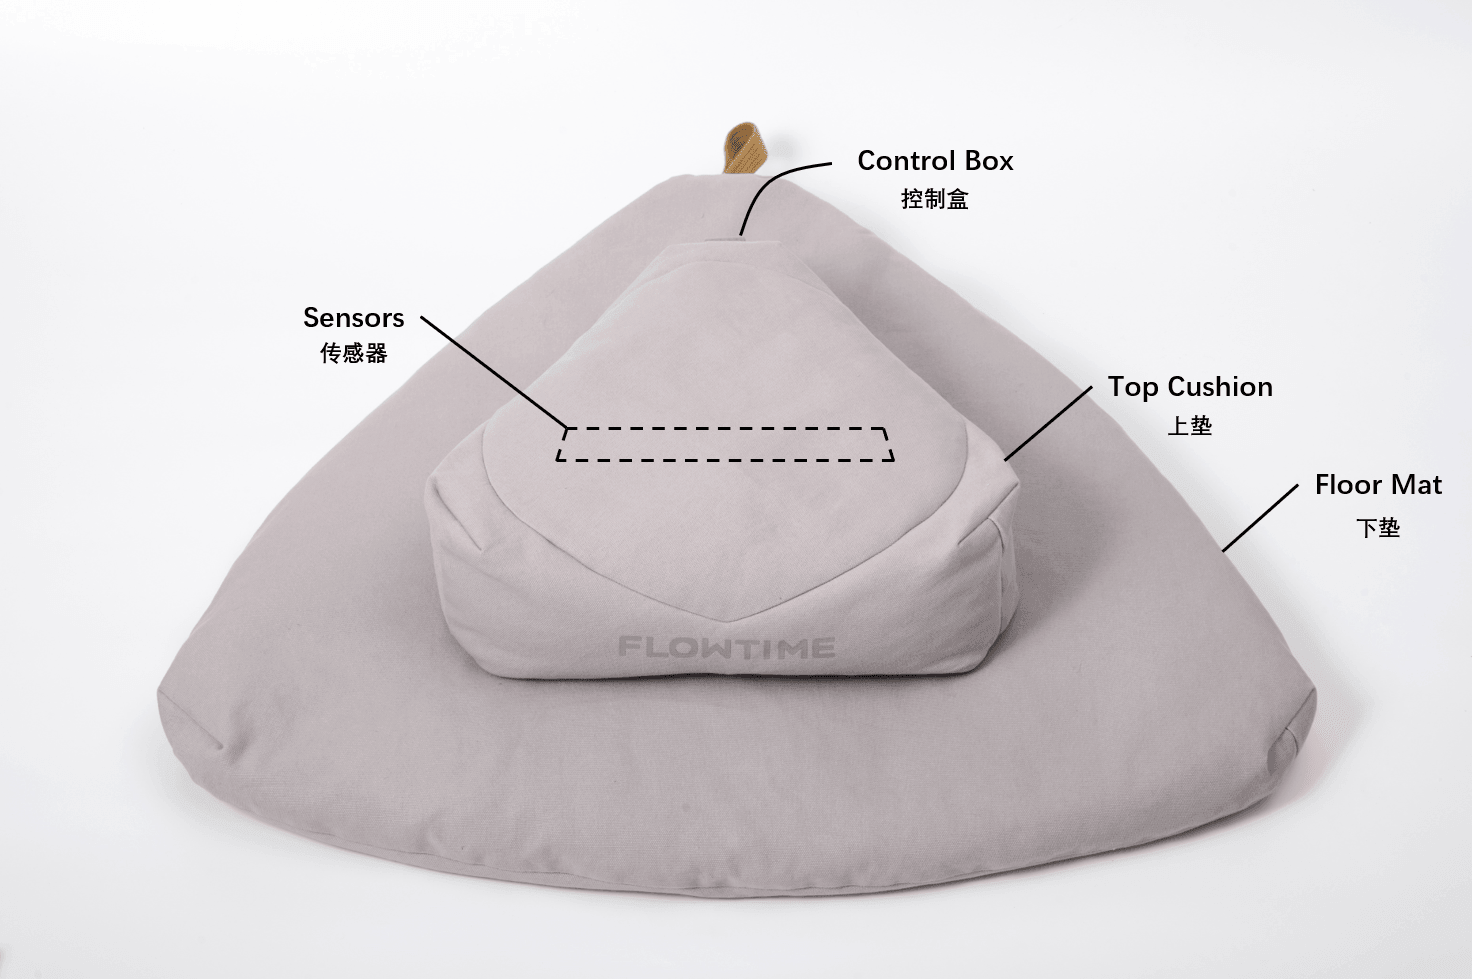 Control Box
控制盒
Sensors
传感器
Top Cushion
上垫
Floor Mat
下垫
FLOWTIME